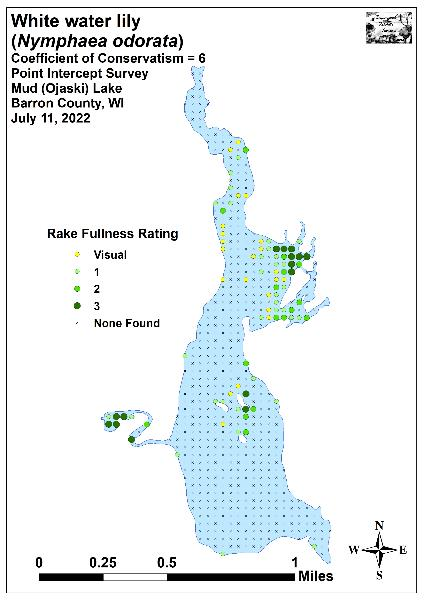 White water lily
(Nymphaea odorata)
Coefficient of Conservatism = 6
Point Intercept Survey
Mud (Ojaski) Lake
Barron County, WI
July 11, 2022
Rake Fullness Rating
Visual
1
2
3
None Found
N
W E
S
0 0.25 0.5 1
Miles